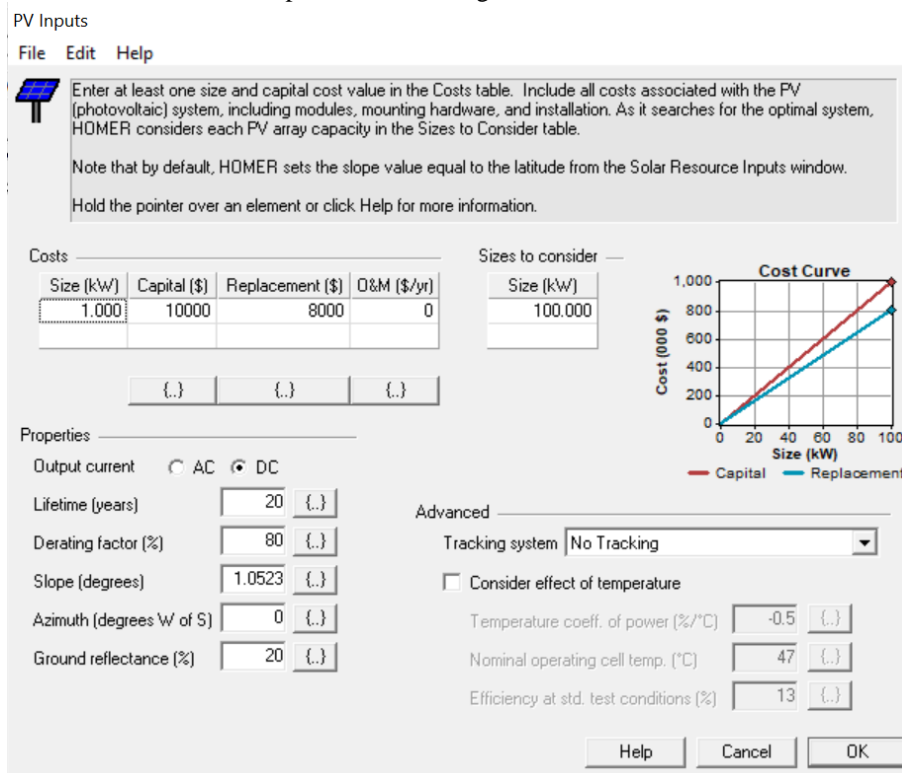 PV Inputs
File Edit Help
Enter at least one size and capital cost value in the Costs table. Include all costs associated with the PV
(photovoltaic) system, including modules, mounting hardware, and installation. As it searches for the optimal system,
HOMER considers each PV array capacity in the Sizes to Consider table.
Note that by default, HOMER sets the slope value equal to the latitude from the Solar Resource Inputs window.
Hold the pointer over an element or click Help for more information.
Costs
Size (kW) Capital ($) Replacement ($) O&M ($/yr)
1.000 10000 8000 0
{..} {..} {..}
Sizes to consider
Size (kW)
100.000
Cost Curve
1,000
800
600
400
200
0
Cost (000 $)
0 20 40 60 80 100
Size (kW)
Capital Replacement
Properties
Output current AC DC
Lifetime (years) 20 {..}
Derating factor (%) 80 {..}
Slope (degrees) 1.0523 {..}
Azimuth (degrees W of S) 0 {..}
Ground reflectance (%) 20 {..}
Advanced
Tracking system No Tracking
Consider effect of temperature
Temperature coeff. of power (%/°C) -0.5 {..}
Nominal operating cell temp. (°C) 47 {..}
Efficiency at std. test conditions (%) 13 {..}
Help Cancel OK